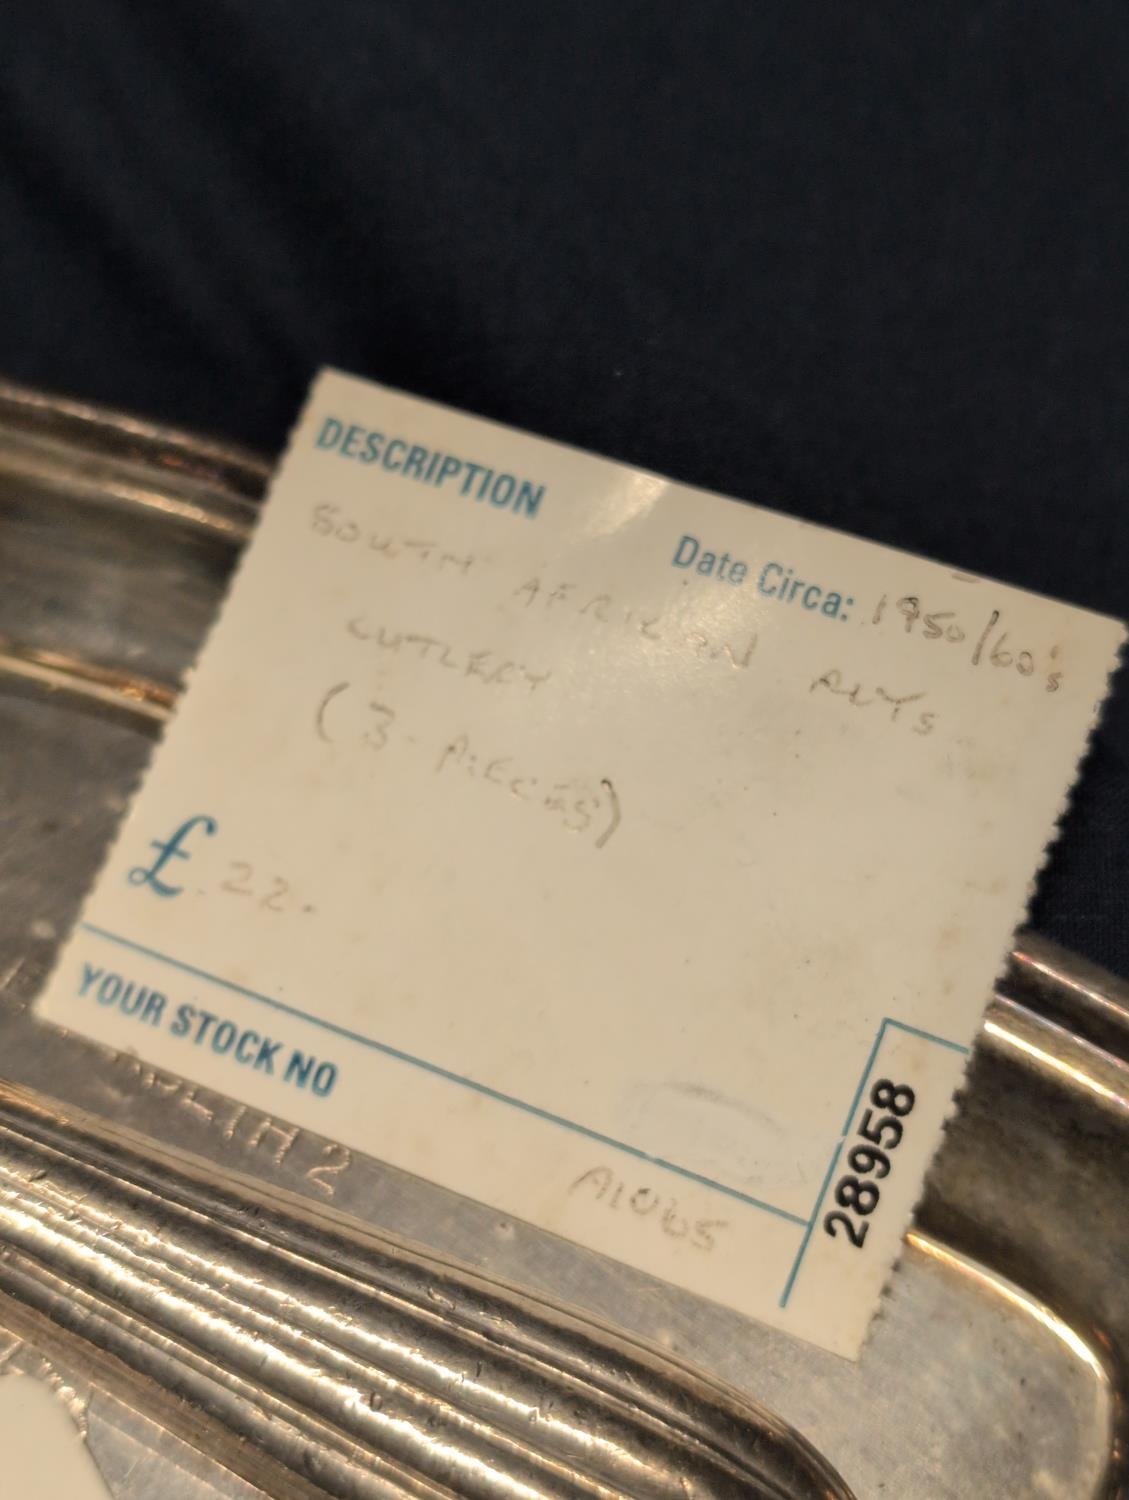 DESCRIPTION
Date Circa: 1950/60's
SOUTH AFRICAN
CUTLERY
(3 PIECES)
£ 22.
YOUR STOCK NO
28958